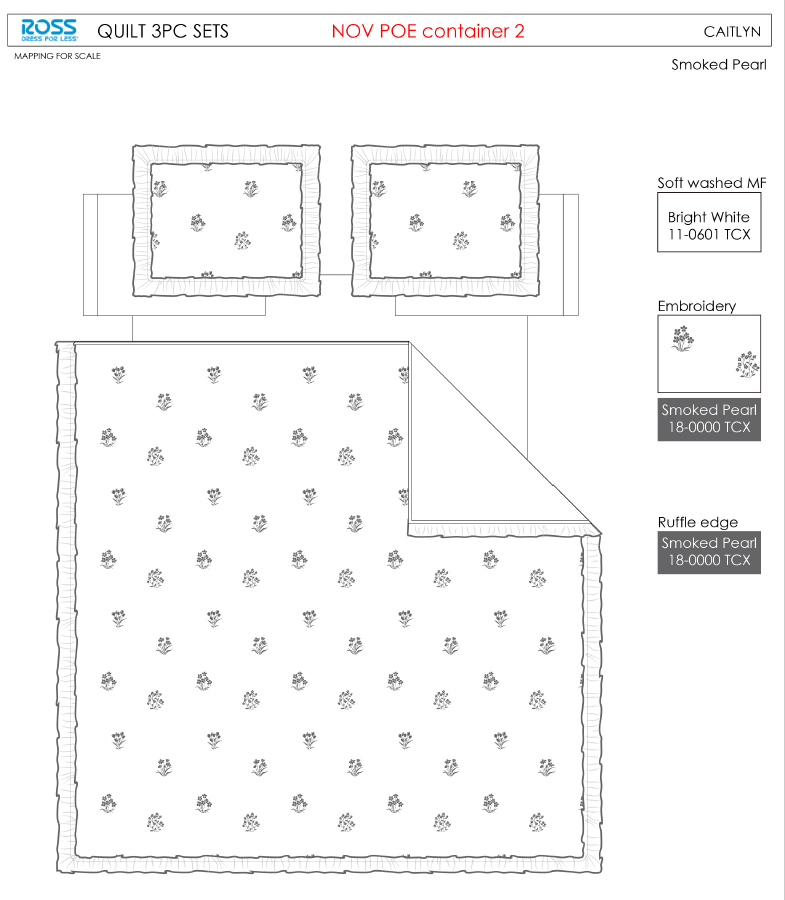 ROSS
DRESS FOR LESS
QUILT 3PC SETS
NOV POE container 2
CAITLYN
MAPPING FOR SCALE
Smoked Pearl
Soft washed MF
Bright White
11-0601 TCX
Embroidery
Smoked Pearl
18-0000 TCX
Ruffle edge
Smoked Pearl
18-0000 TCX